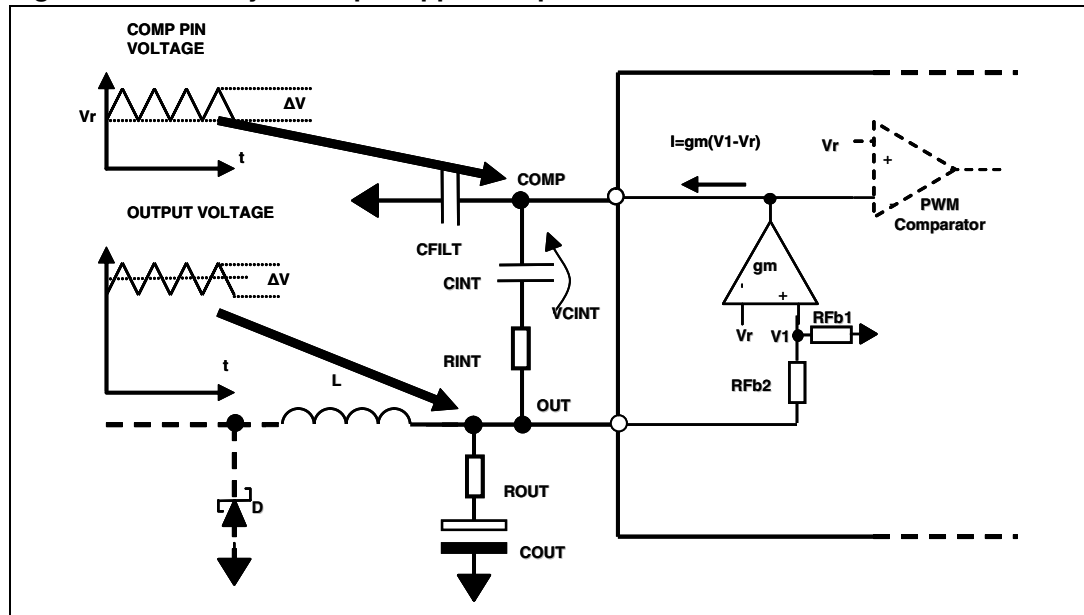 COMP PIN
VOLTAGE
ΔV
Vr
t
I=gm(V1-Vr)
Vr
+
-
COMP
PWM
Comparator
OUTPUT VOLTAGE
CFILT
gm
ΔV
CINT
VCINT
- +
Vr V1 RFb1
RINT
t
L
RFb2
OUT
ROUT
D
COUT